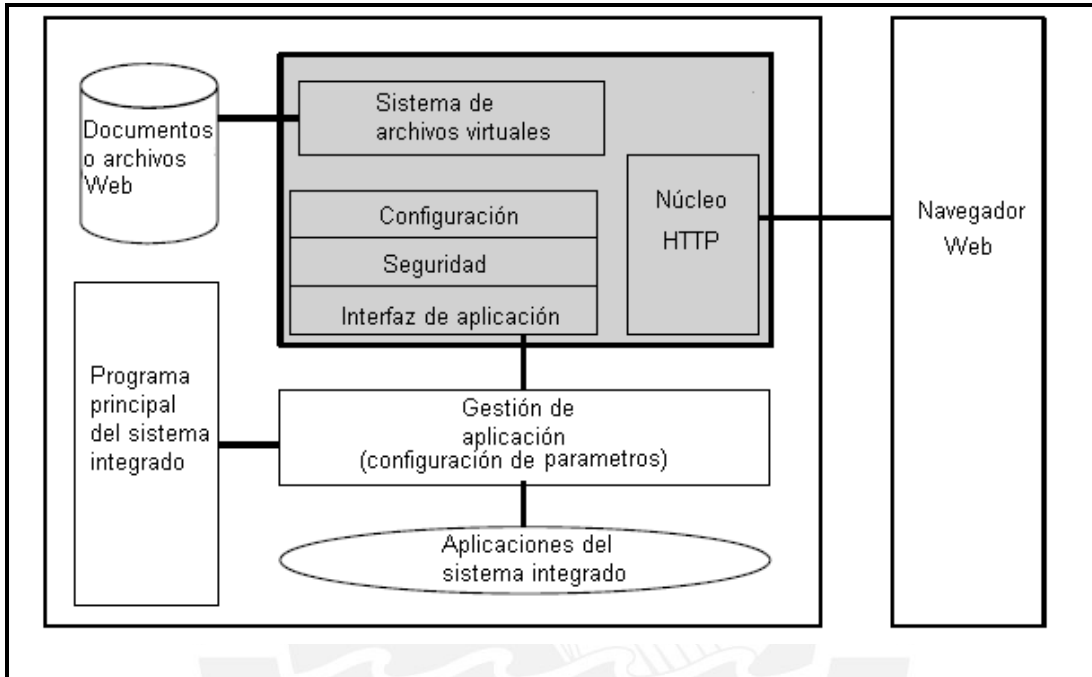 Documentos
o archivos
Web
Sistema de
archivos virtuales
Configuración
Seguridad
Interfaz de aplicación
Núcleo
HTTP
Navegador
Web
Programa
principal
del sistema
integrado
Gestión de
aplicación
(configuración de parametros)
Aplicaciones del
sistema integrado